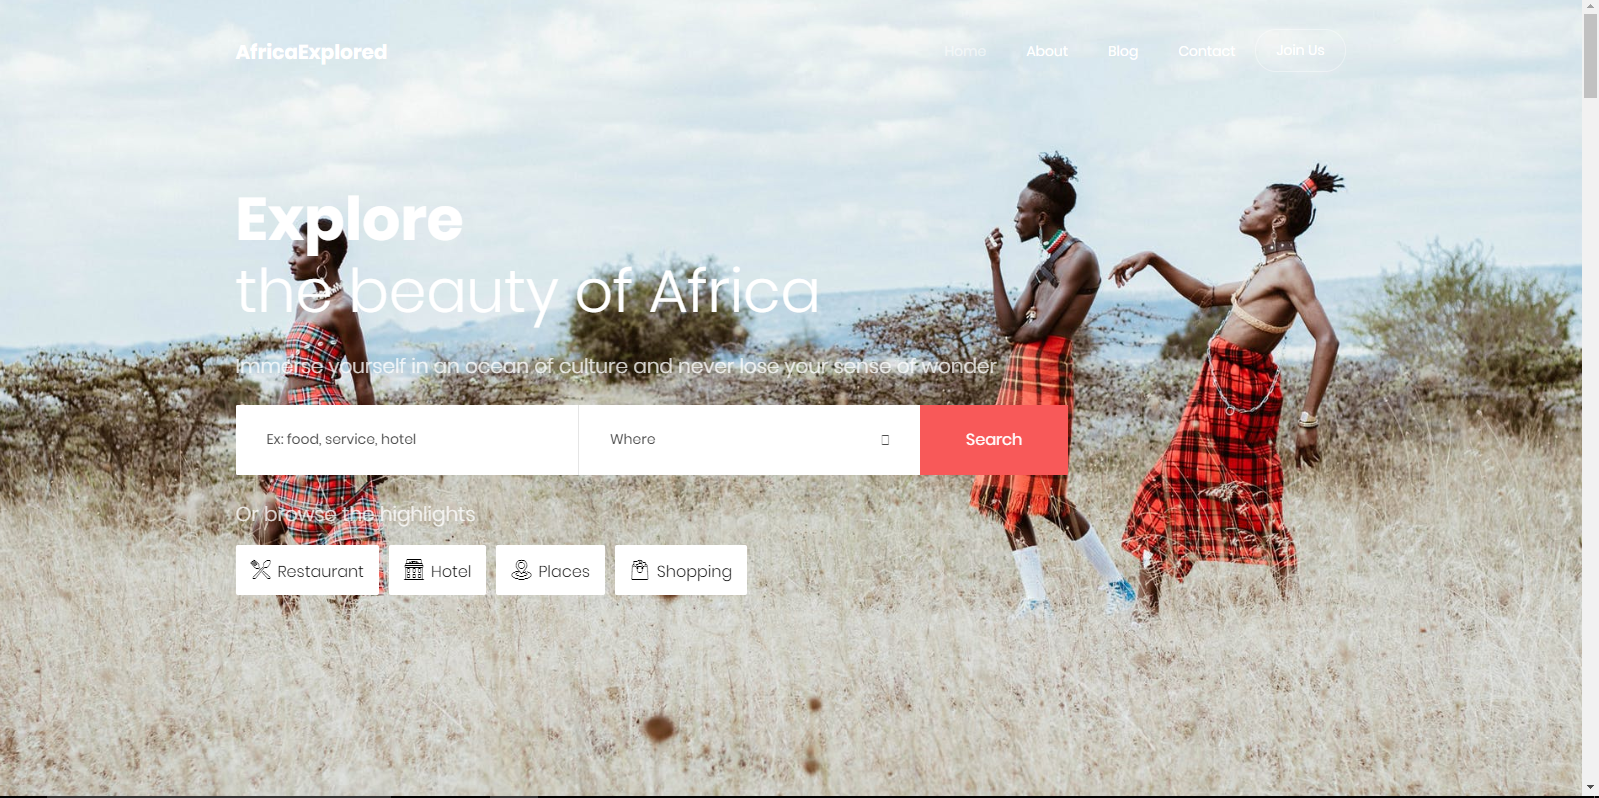 AfricaExplored
Home About Blog Contact Join Us
Explore
the beauty of Africa
Immerse yourself in an ocean of culture and never lose your sense of wonder
Ex: food, service, hotel Where Search
Or browse the highlights
Restaurant Hotel Places Shopping